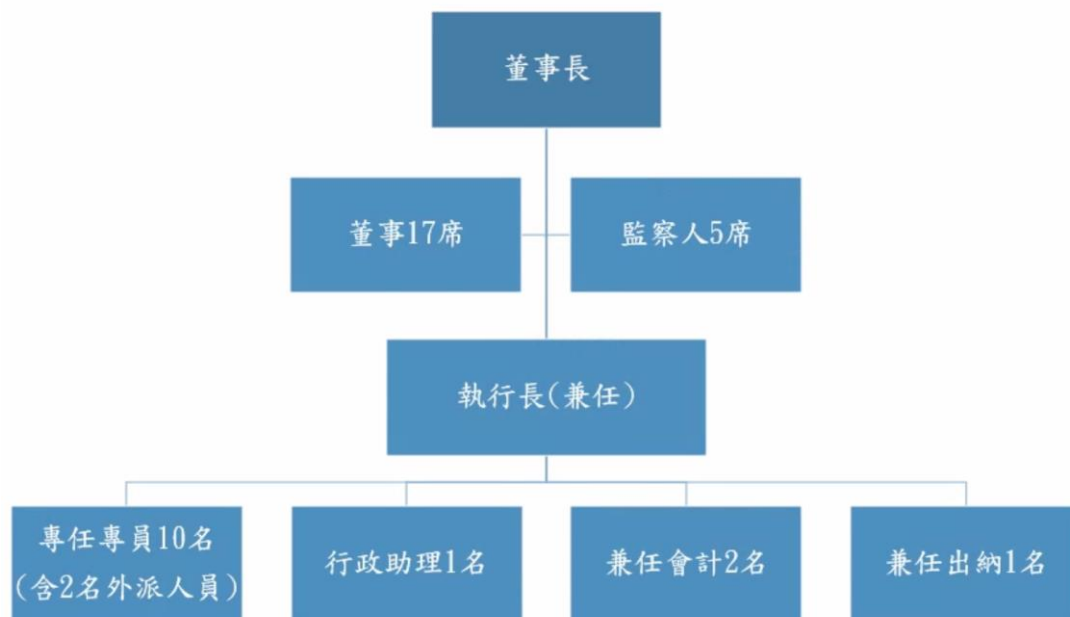 董事長
董事17席
監察人5席
執行長(兼任)
專任專員10名
(含2名外派人員)
行政助理1名
兼任會計2名
兼任出納1名